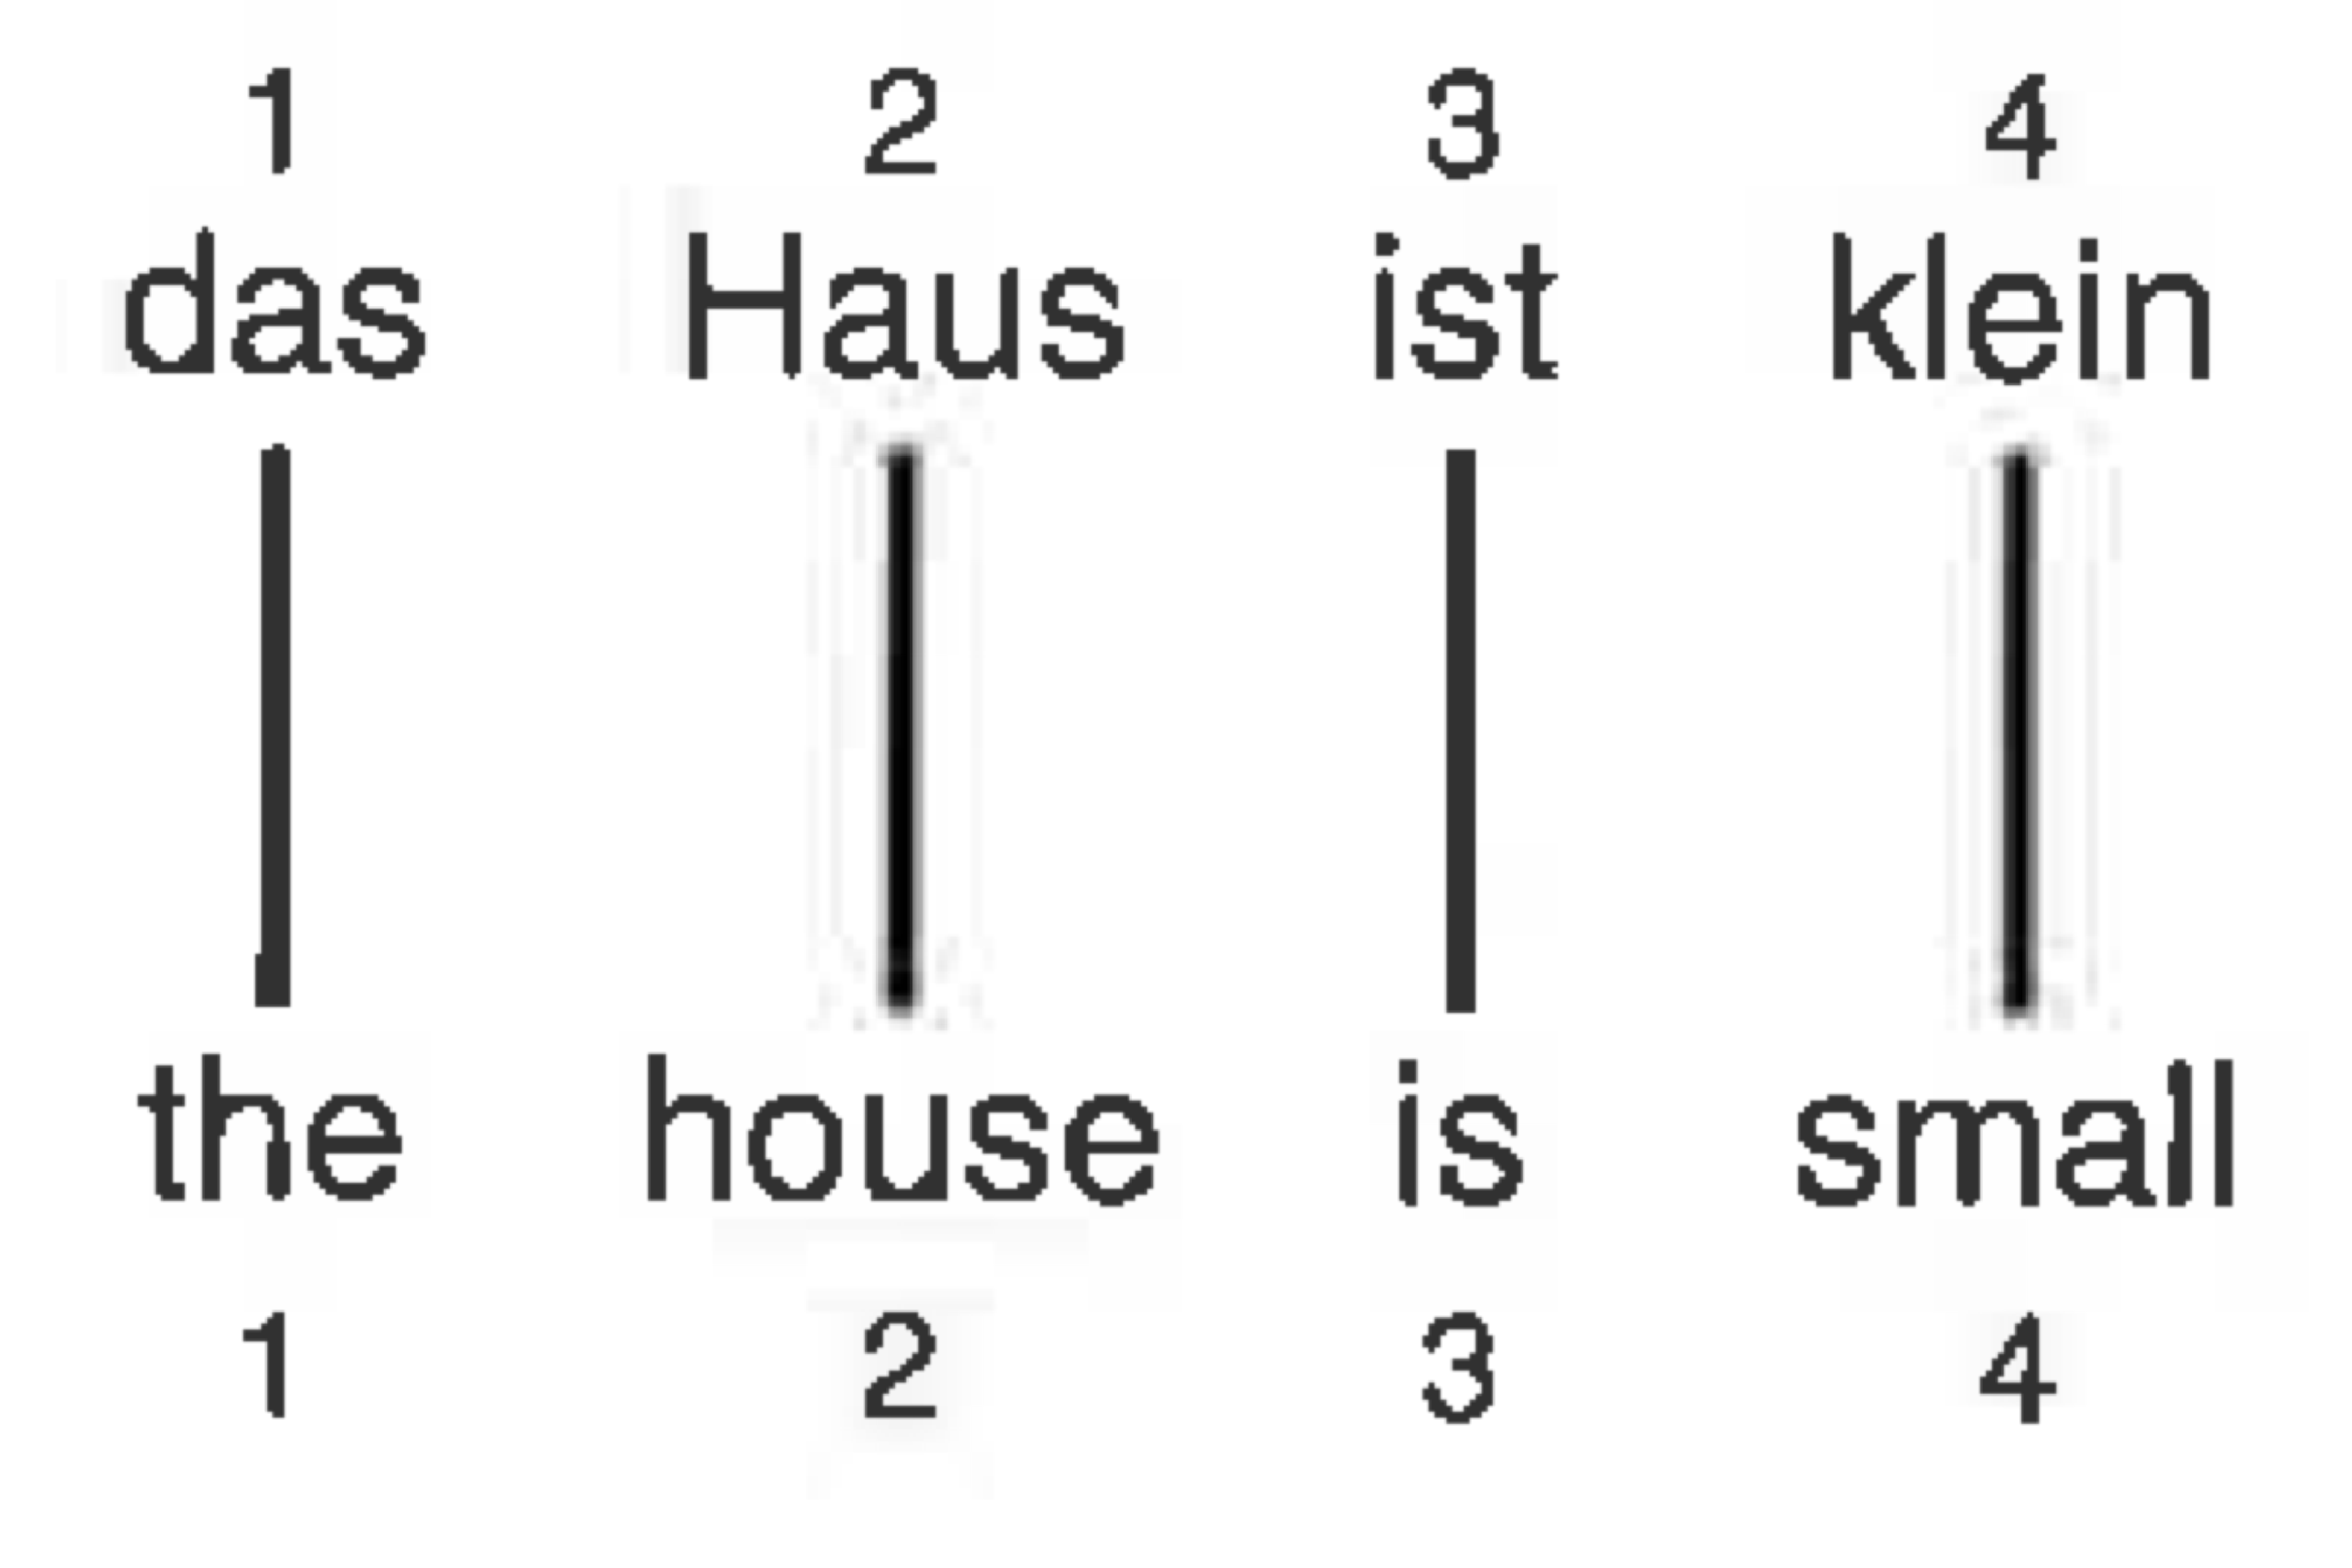 1 2 3 4
das Haus ist klein
the house is small
1 2 3 4